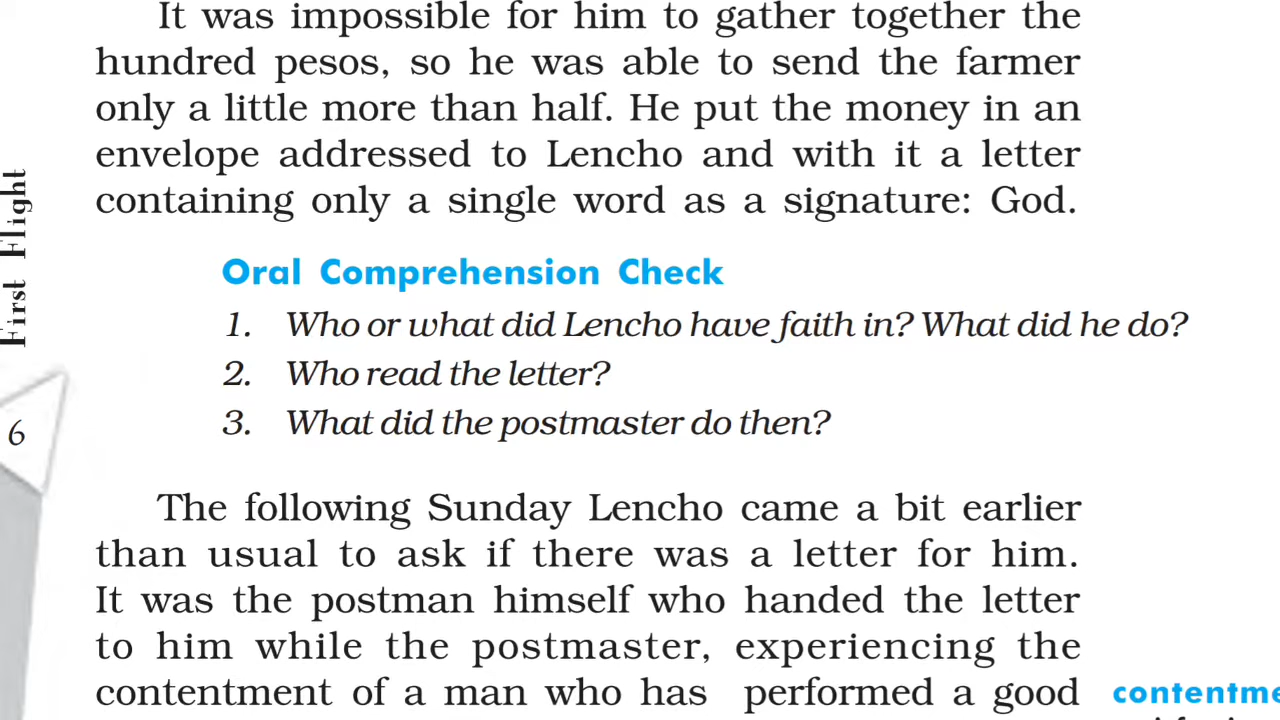 It was impossible for him to gather together the
hundred pesos, so he was able to send the farmer
only a little more than half. He put the money in an
envelope addressed to Lencho and with it a letter
containing only a single word as a signature: God.
First Flight
Oral Comprehension Check
1. Who or what did Lencho have faith in? What did he do?
2. Who read the letter?
3. What did the postmaster do then?
6
The following Sunday Lencho came a bit earlier
than usual to ask if there was a letter for him.
It was the postman himself who handed the letter
to him while the postmaster, experiencing the
contentment of a man who has performed a good
contentme